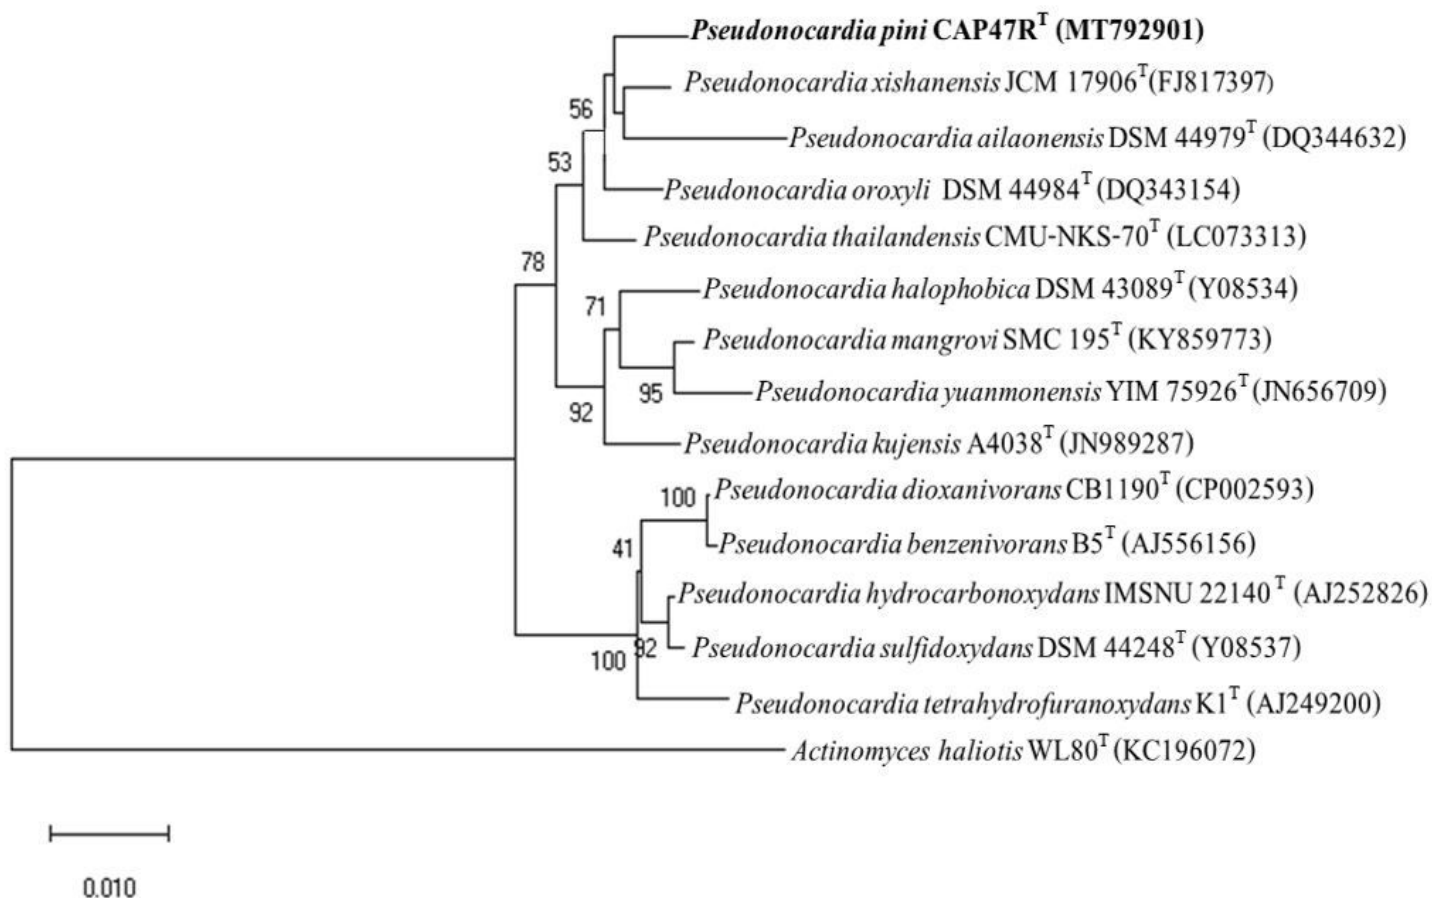 Pseudonocardia pini CAP47R^T (MT792901)
Pseudonocardia xishanensis JCM 17906^T (FJ817397)
56
Pseudonocardia ailaonensis DSM 44979^T (DQ344632)
53
Pseudonocardia oroxyli DSM 44984^T (DQ343154)
Pseudonocardia thailandensis CMU-NKS-70^T (LC073313)
78
Pseudonocardia halophobica DSM 43089^T (Y08534)
71
Pseudonocardia mangrovi SMC 195^T (KY859773)
95
Pseudonocardia yuanmonensis YIM 75926^T (JN656709)
92
Pseudonocardia kujensis A4038^T (JN989287)
100
Pseudonocardia dioxanivorans CB1190^T (CP002593)
41
Pseudonocardia benzenivorans B5^T (AJ556156)
Pseudonocardia hydrocarbonoxydans IMSNU 22140^T (AJ252826)
92
Pseudonocardia sulfidoxydans DSM 44248^T (Y08537)
100
Pseudonocardia tetrahydrofuranoxydans K1^T (AJ249200)
Actinomyces haliotis WL80^T (KC196072)
0.010